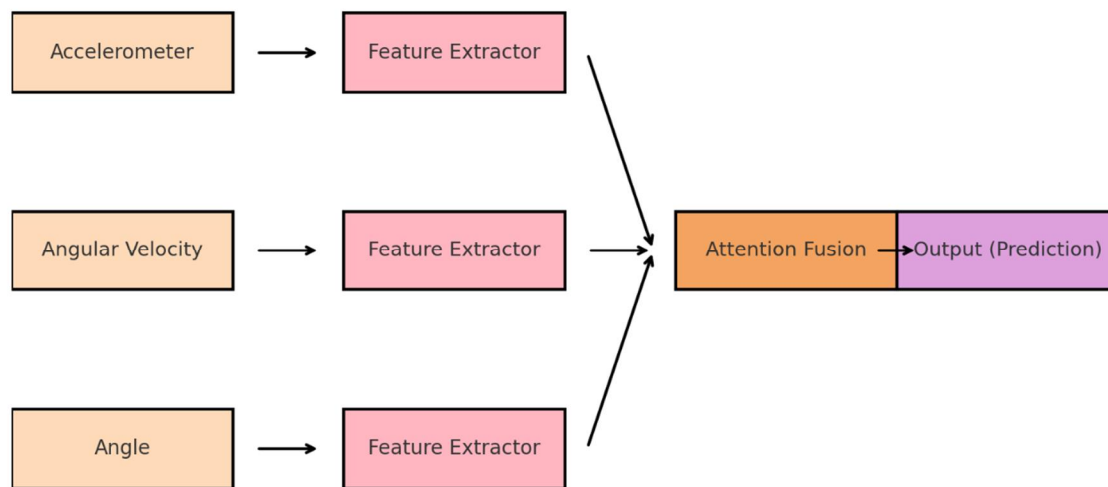 Accelerometer
Feature Extractor
Angular Velocity
Feature Extractor
Attention Fusion
Output (Prediction)
Angle
Feature Extractor